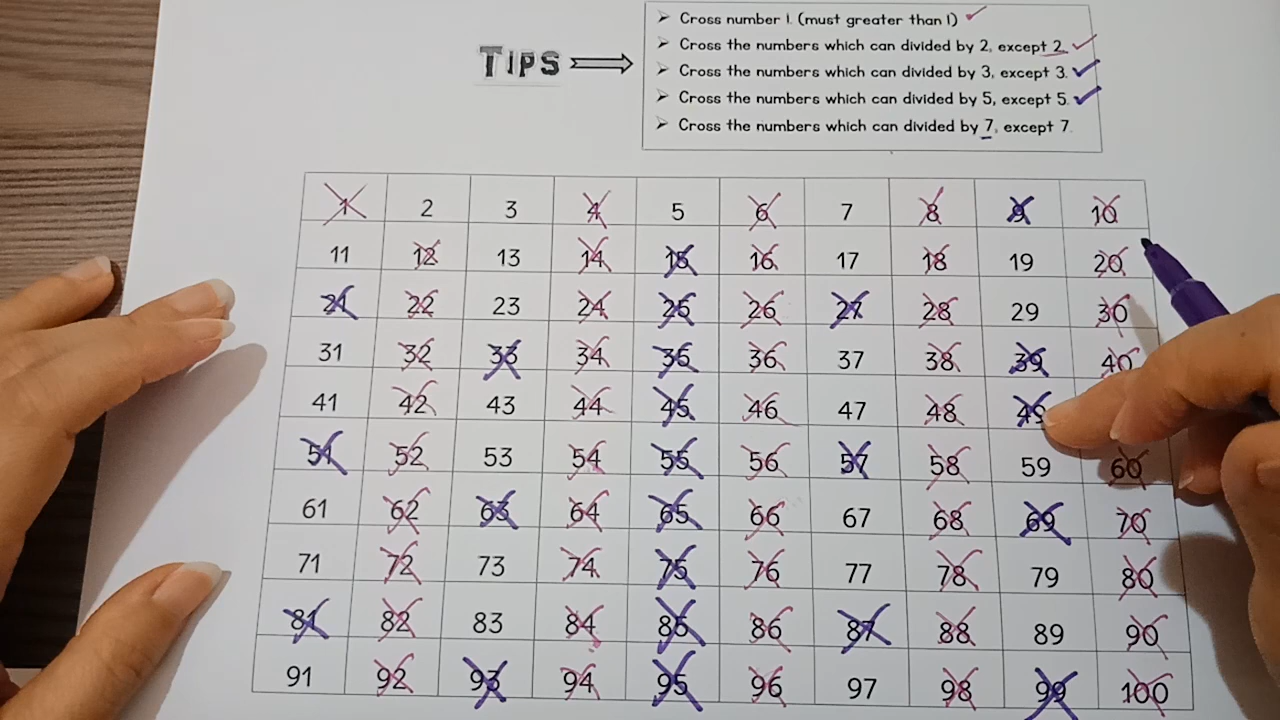 Cross number 1. (must greater than 1)
Cross the numbers which can divided by 2, except 2.
TIPS
Cross the numbers which can divided by 3, except 3.
Cross the numbers which can divided by 5, except 5.
Cross the numbers which can divided by 7, except 7.
1 2 3 4 5 6 7 8 9 10
11 12 13 14 15 16 17 18 19 20
21 22 23 24 25 26 27 28 29 30
31 32 33 34 35 36 37 38 39 40
41 42 43 44 45 46 47 48 49
51 52 53 54 55 56 57 58 59 60
61 62 63 64 65 66 67 68 69 70
71 72 73 74 75 76 77 78 79 80
81 82 83 84 85 86 87 88 89 90
91 92 93 94 95 96 97 98 99 100